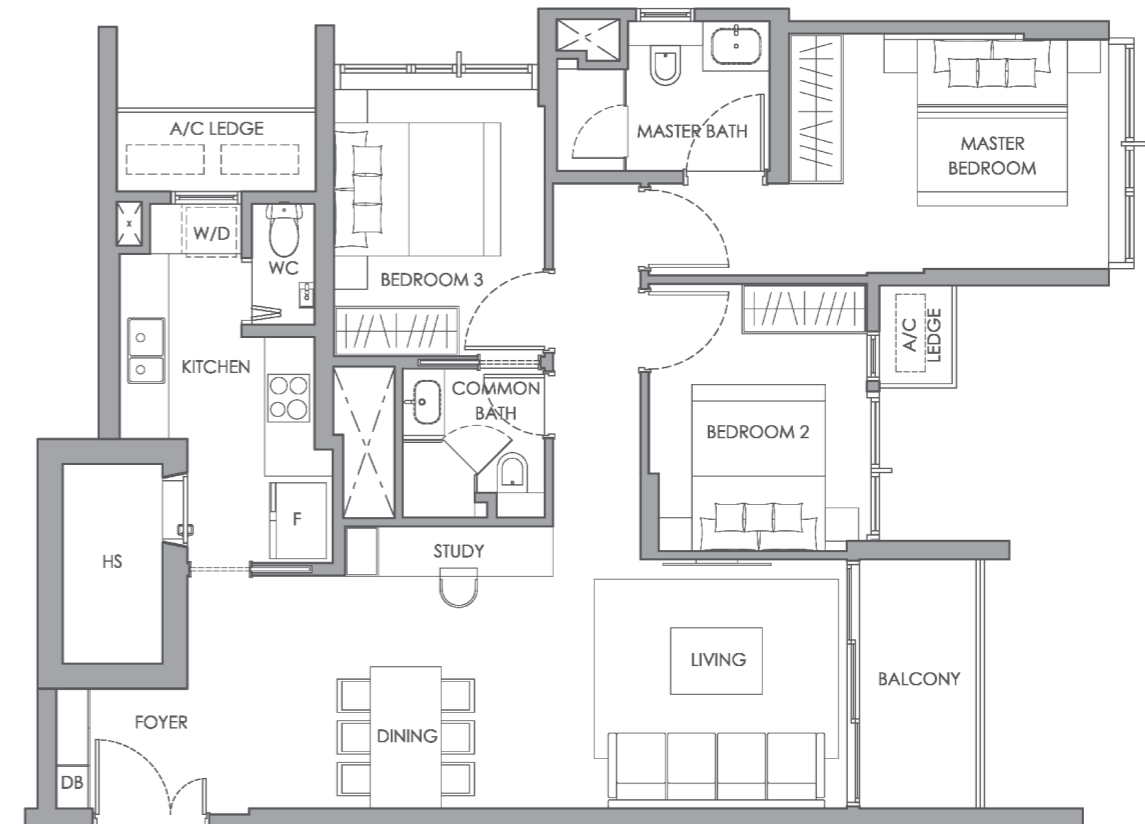 A/C LEDGE
MASTER BATH
MASTER
BEDROOM
W/D
WC
BEDROOM 3
A/C
LEDGE
KITCHEN
COMMON
BATH
BEDROOM 2
F
HS
STUDY
LIVING
BALCONY
FOYER
DINING
DB